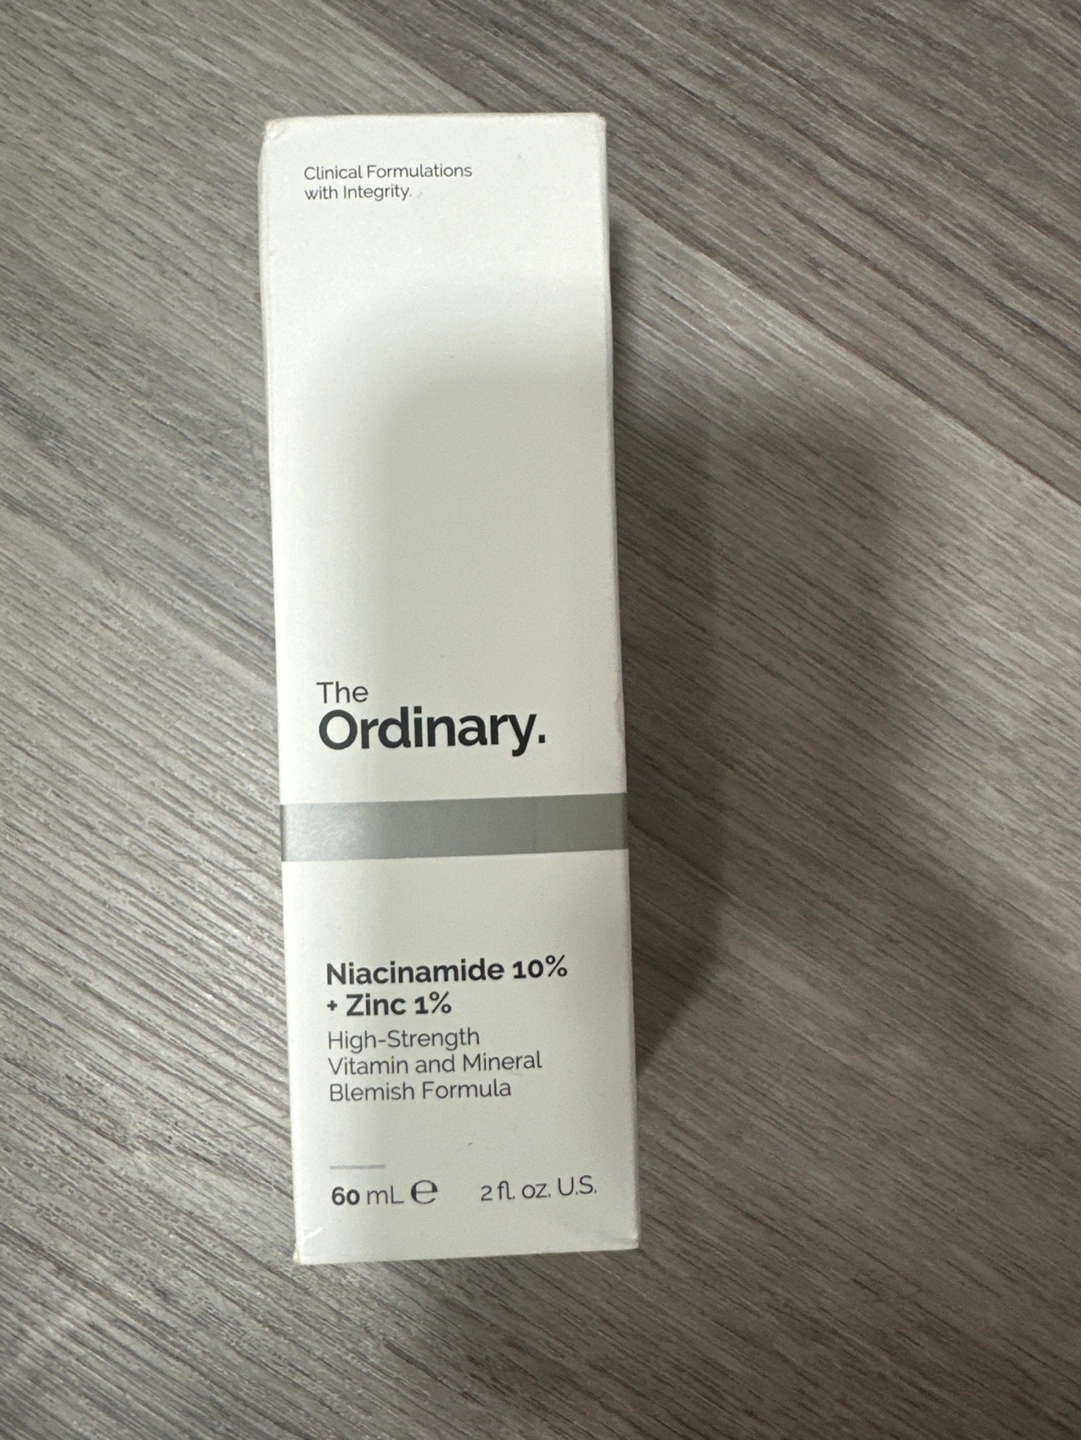 Clinical Formulations
with Integrity.
The
Ordinary.
Niacinamide 10%
+ Zinc 1%
High-Strength
Vitamin and Mineral
Blemish Formula
60 mL ℮ 2 fl. oz. U.S.